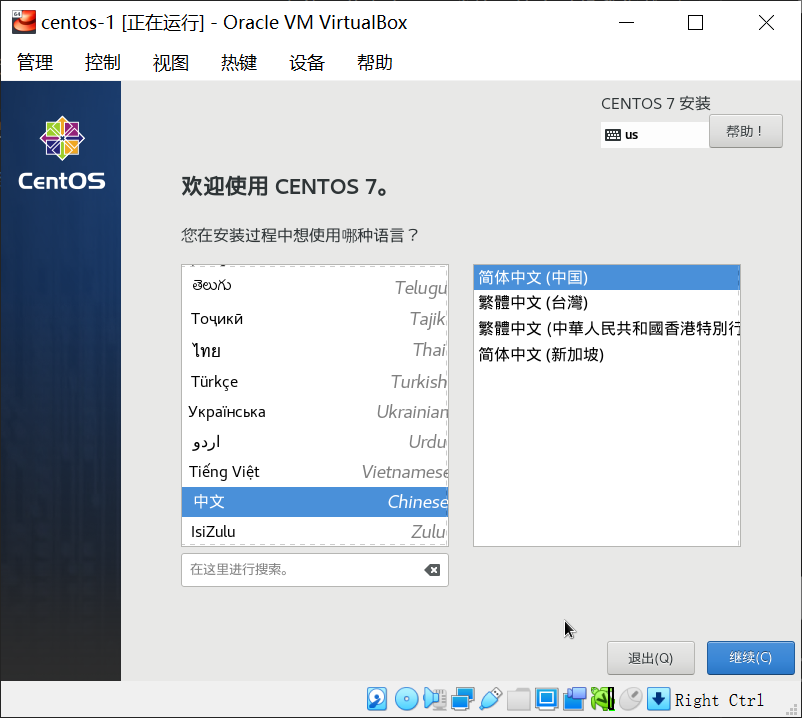 centos-1 [正在运行] - Oracle VM VirtualBox
管理 控制 视图 热键 设备 帮助
CentOS
CENTOS 7 安装
us
帮助！
欢迎使用 CENTOS 7。
您在安装过程中想使用哪种语言？
తెలుగు Telugu
Тоҷикӣ Tajik
ไทย Thai
Türkçe Turkish
Українська Ukrainian
اردو Urdu
Tiếng Việt Vietnamese
中文 Chinese
IsiZulu Zulu
简体中文 (中国)
繁體中文 (台灣)
繁體中文 (中華人民共和國香港特別行
简体中文 (新加坡)
在这里进行搜索。
退出(Q)
继续(C)
Right Ctrl